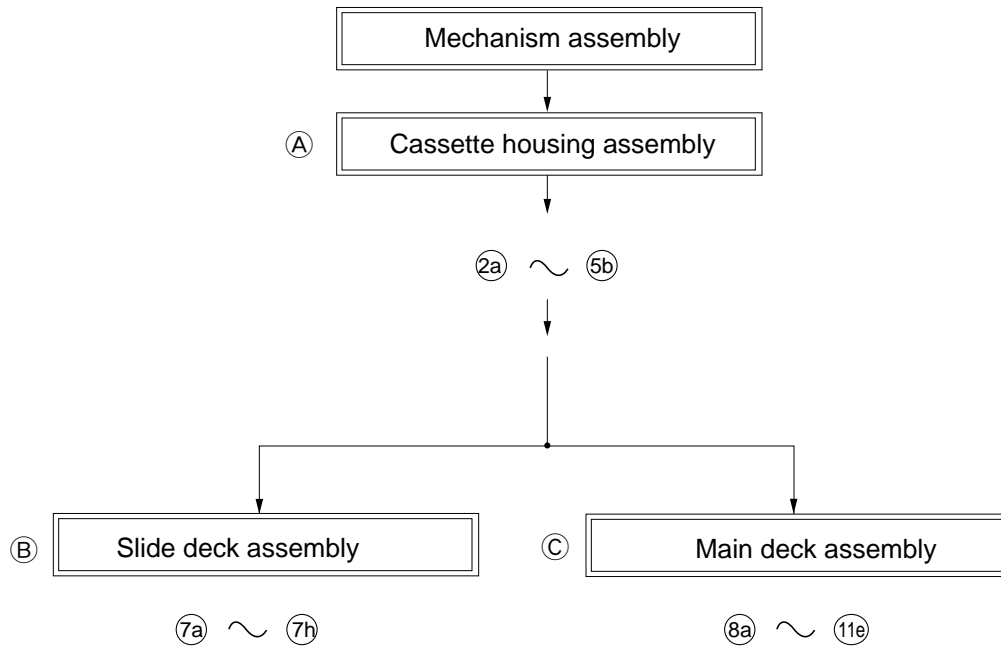 Mechanism assembly
Ⓐ Cassette housing assembly
2a ~ 5b
Ⓑ Slide deck assembly
Ⓒ Main deck assembly
7a ~ 7h
8a ~ 11e